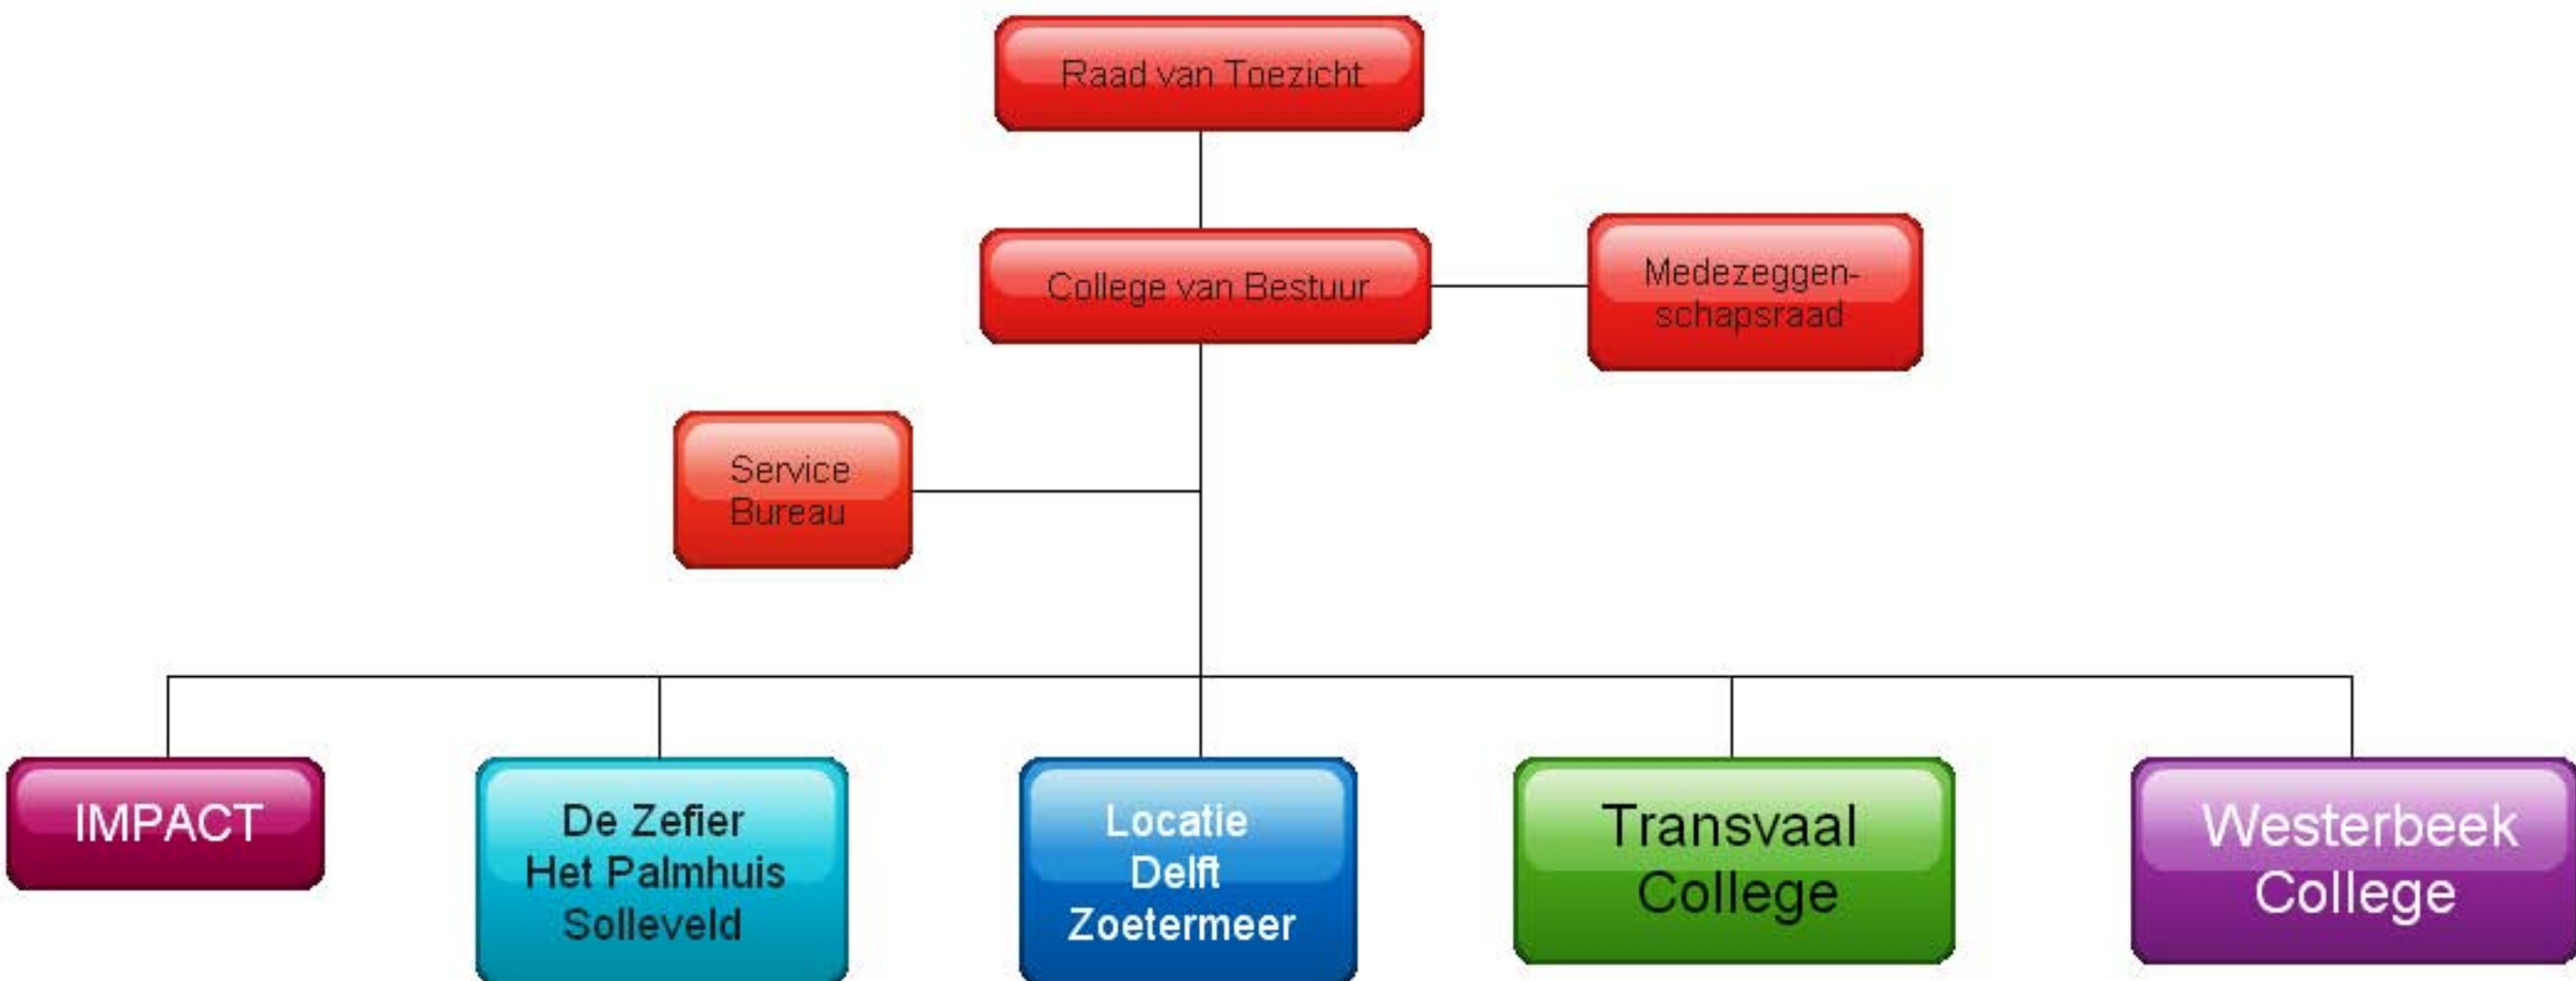 Raad van Toezicht
College van Bestuur
Medezeggen-
schapsraad
Service
Bureau
IMPACT
De Zefier
Het Palmhuis
Solleveld
Locatie
Delft
Zoetermeer
Transvaal
College
Westerbeek
College